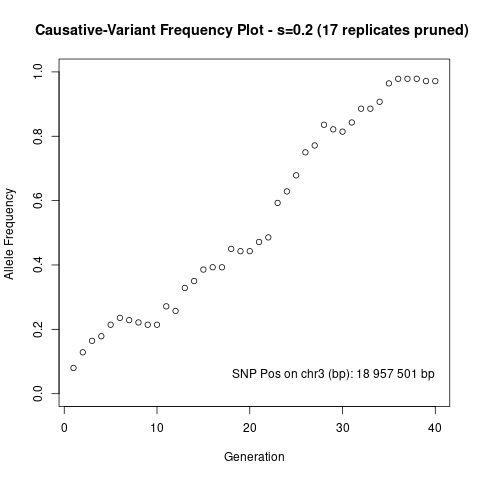 Causative-Variant Frequency Plot - s=0.2 (17 replicates pruned)
Allele Frequency
1.0
0.8
0.6
0.4
0.2
0.0
SNP Pos on chr3 (bp): 18 957 501 bp
0 10 20 30 40
Generation